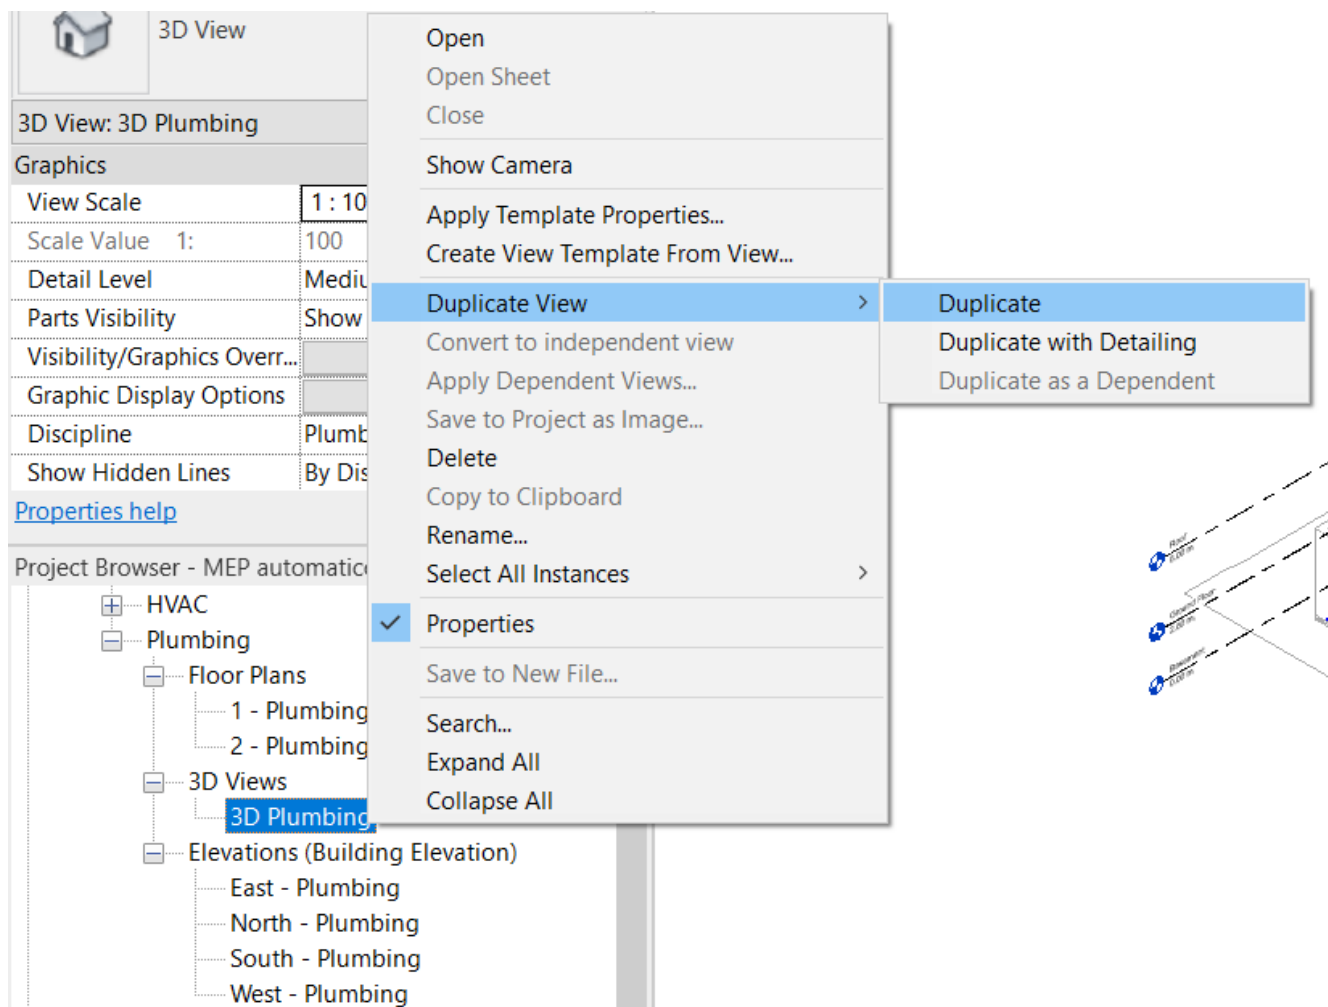 3D View
3D View: 3D Plumbing
Graphics
View Scale 1 : 10
Scale Value 1: 100
Detail Level Mediu
Parts Visibility Show
Visibility/Graphics Overr...
Graphic Display Options
Discipline Plumb
Show Hidden Lines By Dis
Properties help
Project Browser - MEP automatic
HVAC
Plumbing
Floor Plans
1 - Plumbing
2 - Plumbing
3D Views
3D Plumbing
Elevations (Building Elevation)
East - Plumbing
North - Plumbing
South - Plumbing
West - Plumbing
Open
Open Sheet
Close
Show Camera
Apply Template Properties...
Create View Template From View...
Duplicate View
Convert to independent view
Apply Dependent Views...
Save to Project as Image...
Delete
Copy to Clipboard
Rename...
Select All Instances
Properties
Save to New File...
Search...
Expand All
Collapse All
Duplicate
Duplicate with Detailing
Duplicate as a Dependent
Roof
Ground Floor
Basement